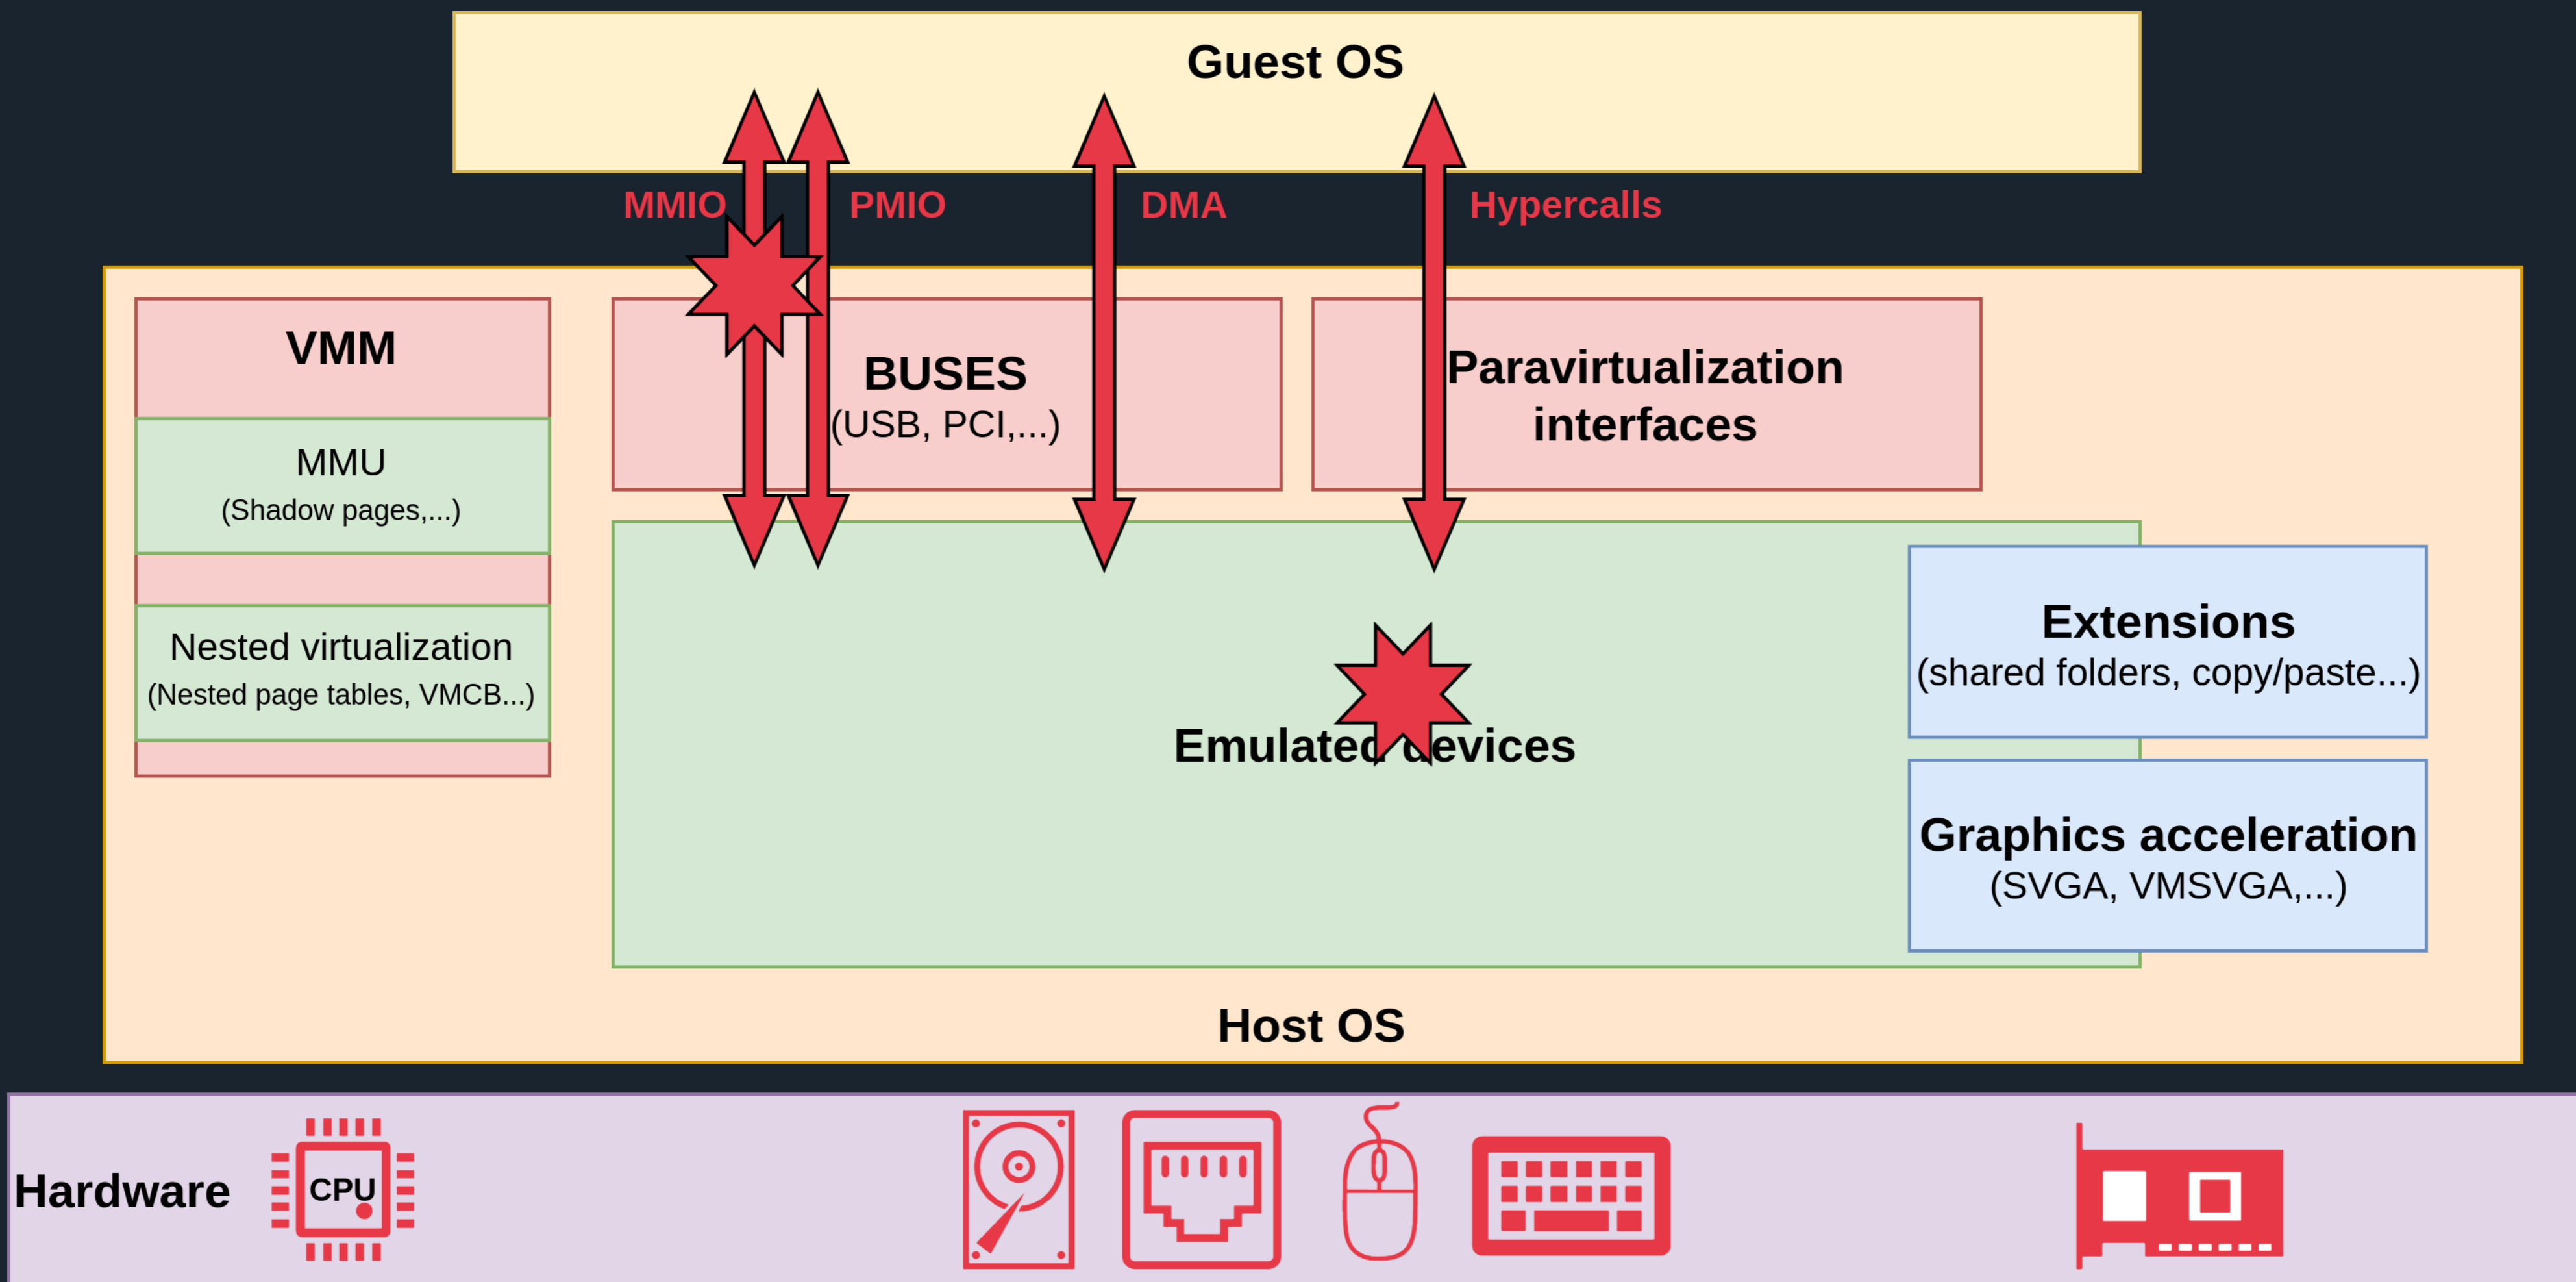 Guest OS
MMIO
PMIO
DMA
Hypercalls
VMM
MMU
(Shadow pages,...)
Nested virtualization
(Nested page tables, VMCB...)
BUSES
(USB, PCI,...)
Paravirtualization
interfaces
Emulated devices
Extensions
(shared folders, copy/paste...)
Graphics acceleration
(SVGA, VMSVGA,...)
Host OS
Hardware
CPU